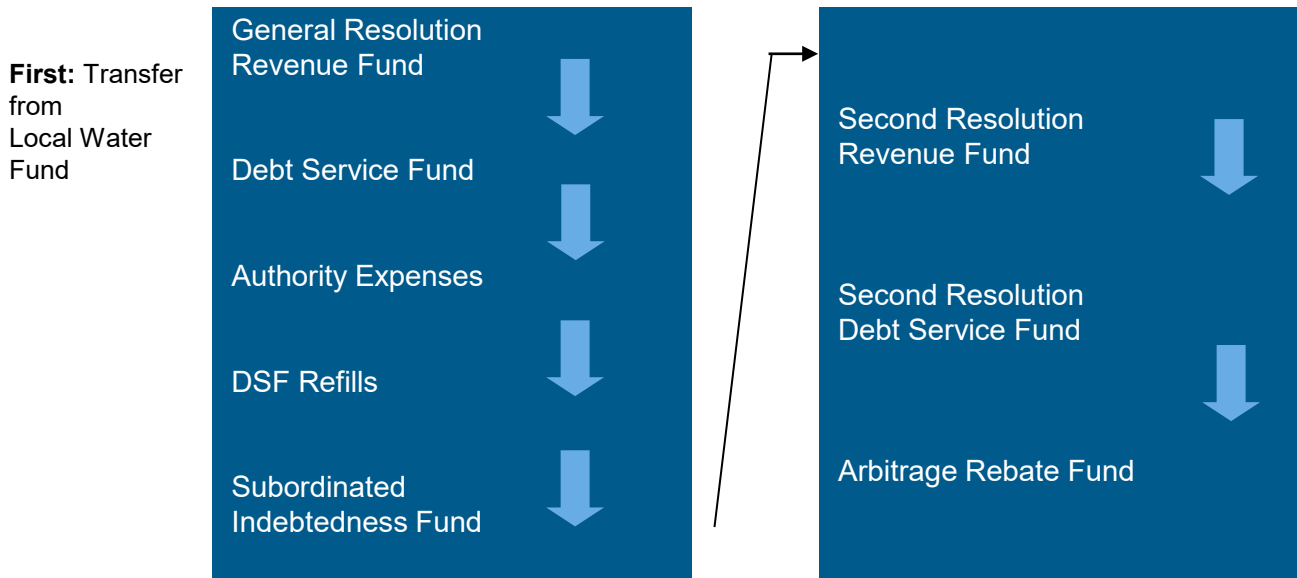 First: Transfer
from
Local Water
Fund
General Resolution
Revenue Fund
Debt Service Fund
Authority Expenses
DSF Refills
Subordinated
Indebtedness Fund
Second Resolution
Revenue Fund
Second Resolution
Debt Service Fund
Arbitrage Rebate Fund